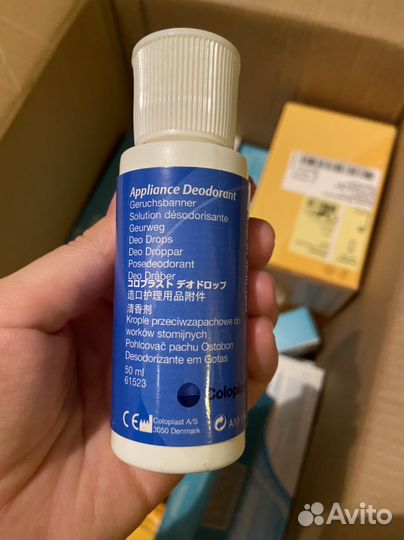 Appliance Deodorant
Geruchsbanner
Solution désodorisante
Geurweg
Deo Drops
Deo Droppar
Posedeodorant
Deo Dråber
コロプラスト デオドロップ
造口护理用品附件
清香剂
Krople przeciwzapachowe do
worków stomijnych
Pohlcovač pachu Ostobon
Desodorizante em Gotas
50 ml
61523
CE
Coloplast A/S
3050 Denmark
Avito